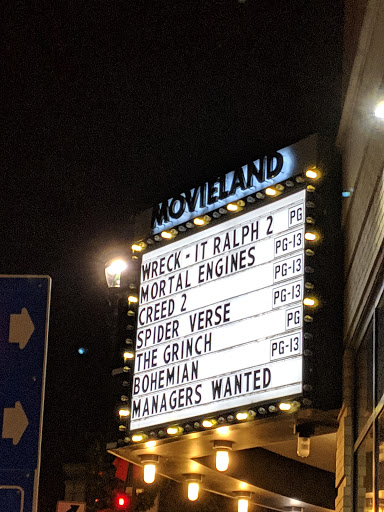 MOVIELAND
WRECK-IT RALPH 2 PG
MORTAL ENGINES PG-13
CREED 2 PG-13
SPIDER VERSE PG-13
THE GRINCH PG
BOHEMIAN PG-13
MANAGERS WANTED